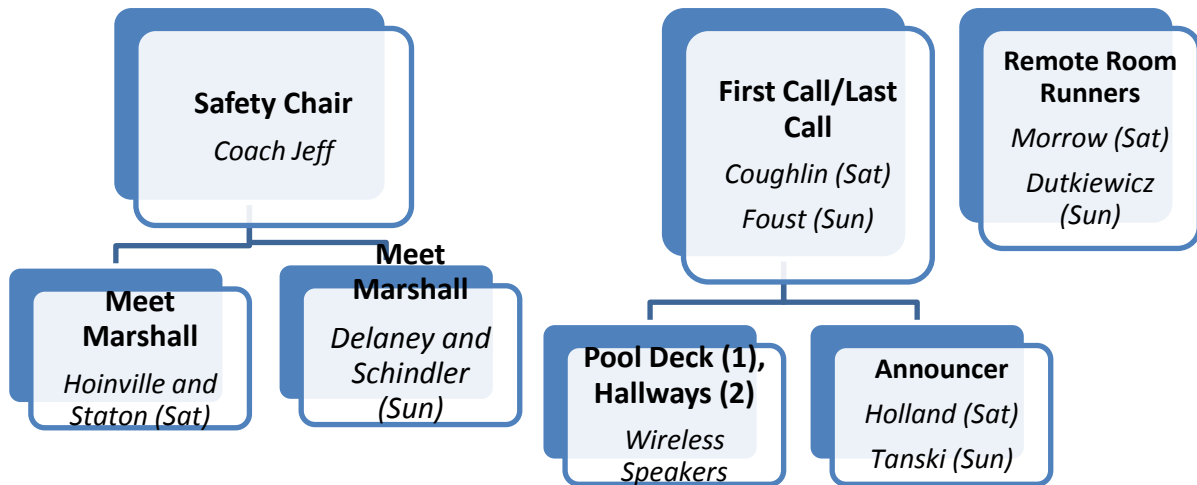 Safety Chair
Coach Jeff
Meet
Marshall
Hoinville and
Staton (Sat)
Meet
Marshall
Delaney and
Schindler
(Sun)
First Call/Last
Call
Coughlin (Sat)
Foust (Sun)
Pool Deck (1),
Hallways (2)
Wireless
Speakers
Announcer
Holland (Sat)
Tanski (Sun)
Remote Room
Runners
Morrow (Sat)
Dutkiewicz
(Sun)